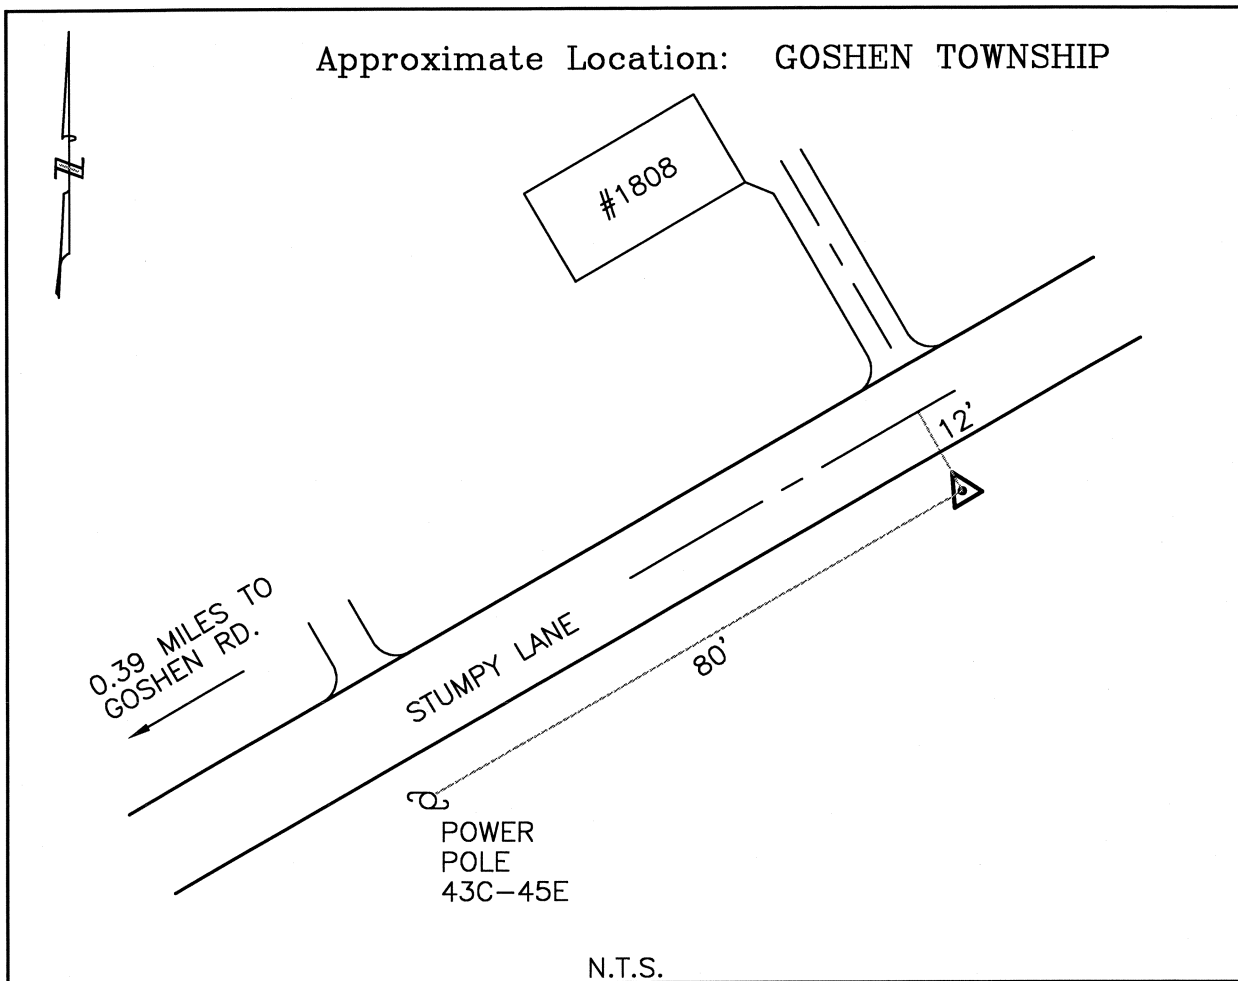 Approximate Location: GOSHEN TOWNSHIP
N
#1808
12'
0.39 MILES TO
GOSHEN RD.
STUMPY LANE
80'
POWER
POLE
43C-45E
N.T.S.